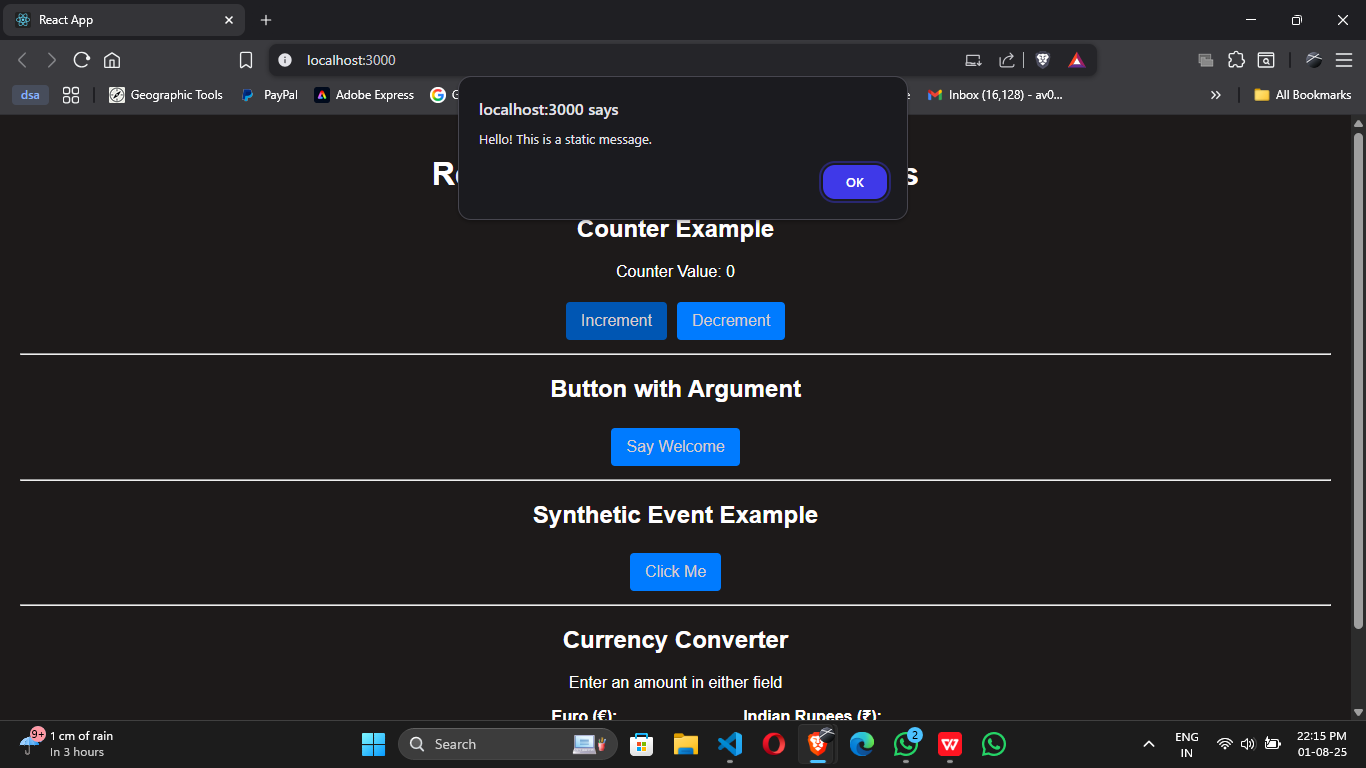 React App
localhost:3000
dsa
Geographic Tools
PayPal
Adobe Express
Inbox (16,128) - av0...
All Bookmarks
localhost:3000 says
Hello! This is a static message.
OK
Counter Example
Counter Value: 0
Increment
Decrement
Button with Argument
Say Welcome
Synthetic Event Example
Click Me
Currency Converter
Enter an amount in either field
Euro (€):
Indian Rupees (₹):
9+
1 cm of rain
In 3 hours
Search
2
ENG
IN
22:15 PM
01-08-25